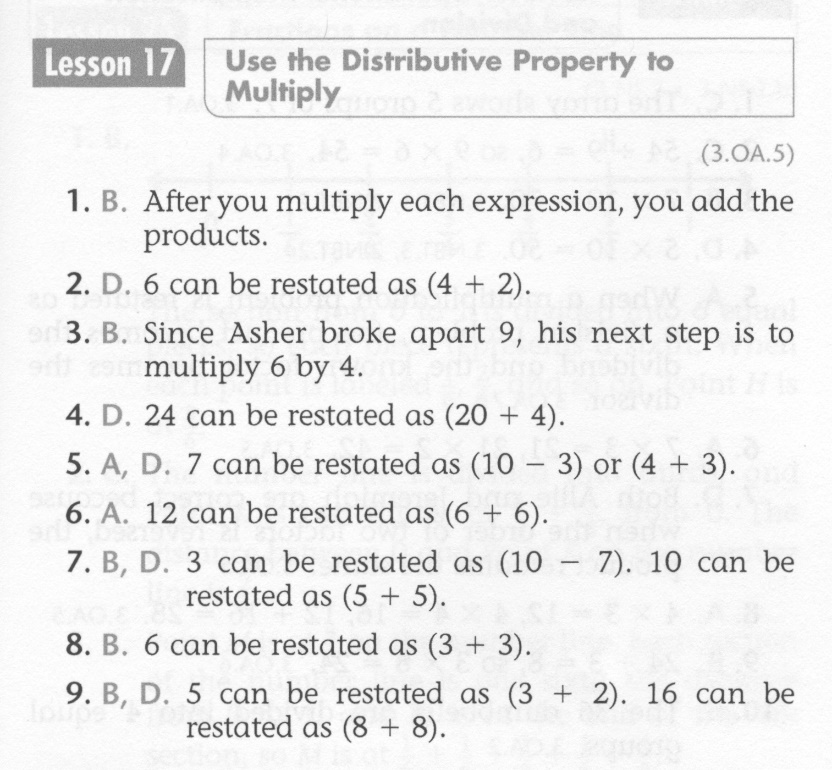 Lesson 17
Use the Distributive Property to
Multiply
(3.OA.5)
1. B. After you multiply each expression, you add the
products.
2. D. 6 can be restated as (4 + 2).
3. B. Since Asher broke apart 9, his next step is to
multiply 6 by 4.
4. D. 24 can be restated as (20 + 4).
5. A, D. 7 can be restated as (10 − 3) or (4 + 3).
6. A. 12 can be restated as (6 + 6).
7. B, D. 3 can be restated as (10 − 7). 10 can be
restated as (5 + 5).
8. B. 6 can be restated as (3 + 3).
9. B, D. 5 can be restated as (3 + 2). 16 can be
restated as (8 + 8).